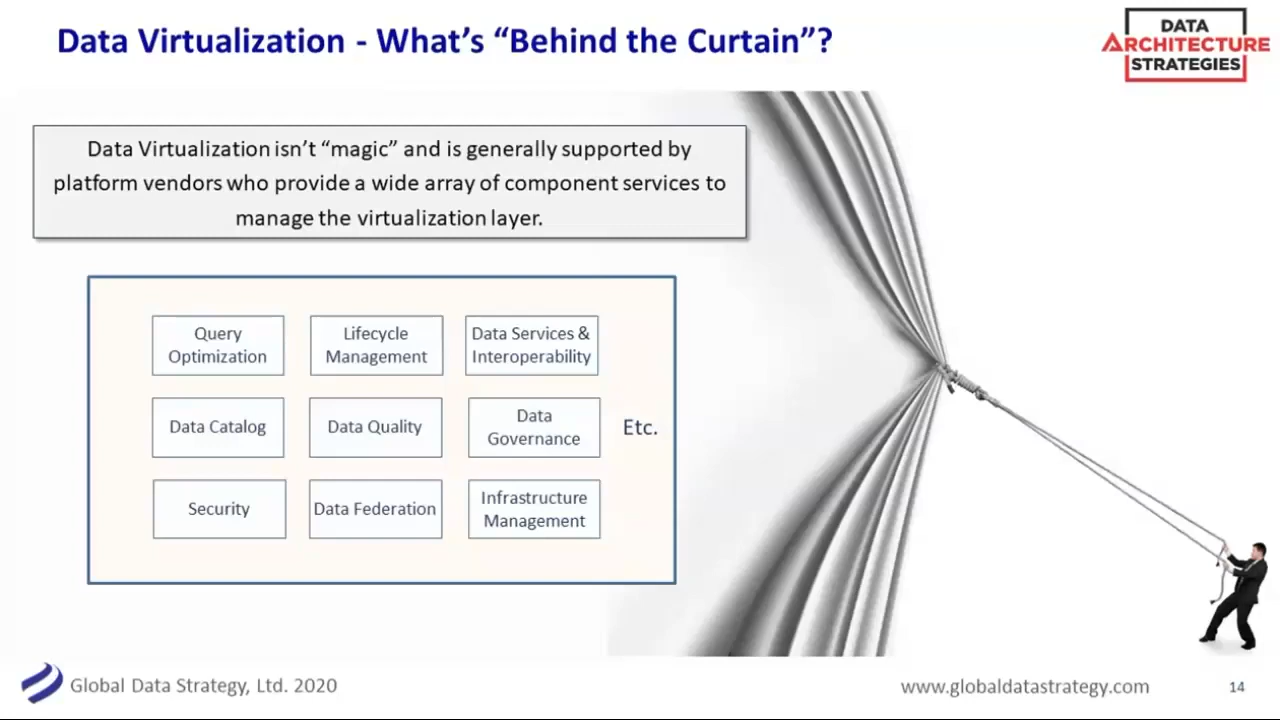 Data Virtualization - What’s “Behind the Curtain”?
DATA
ARCHITECTURE
STRATEGIES
Data Virtualization isn’t “magic” and is generally supported by
platform vendors who provide a wide array of component services to
manage the virtualization layer.
Query
Optimization
Lifecycle
Management
Data Services &
Interoperability
Data Catalog
Data Quality
Data
Governance
Etc.
Security
Data Federation
Infrastructure
Management
Global Data Strategy, Ltd. 2020
www.globaldatastrategy.com
14